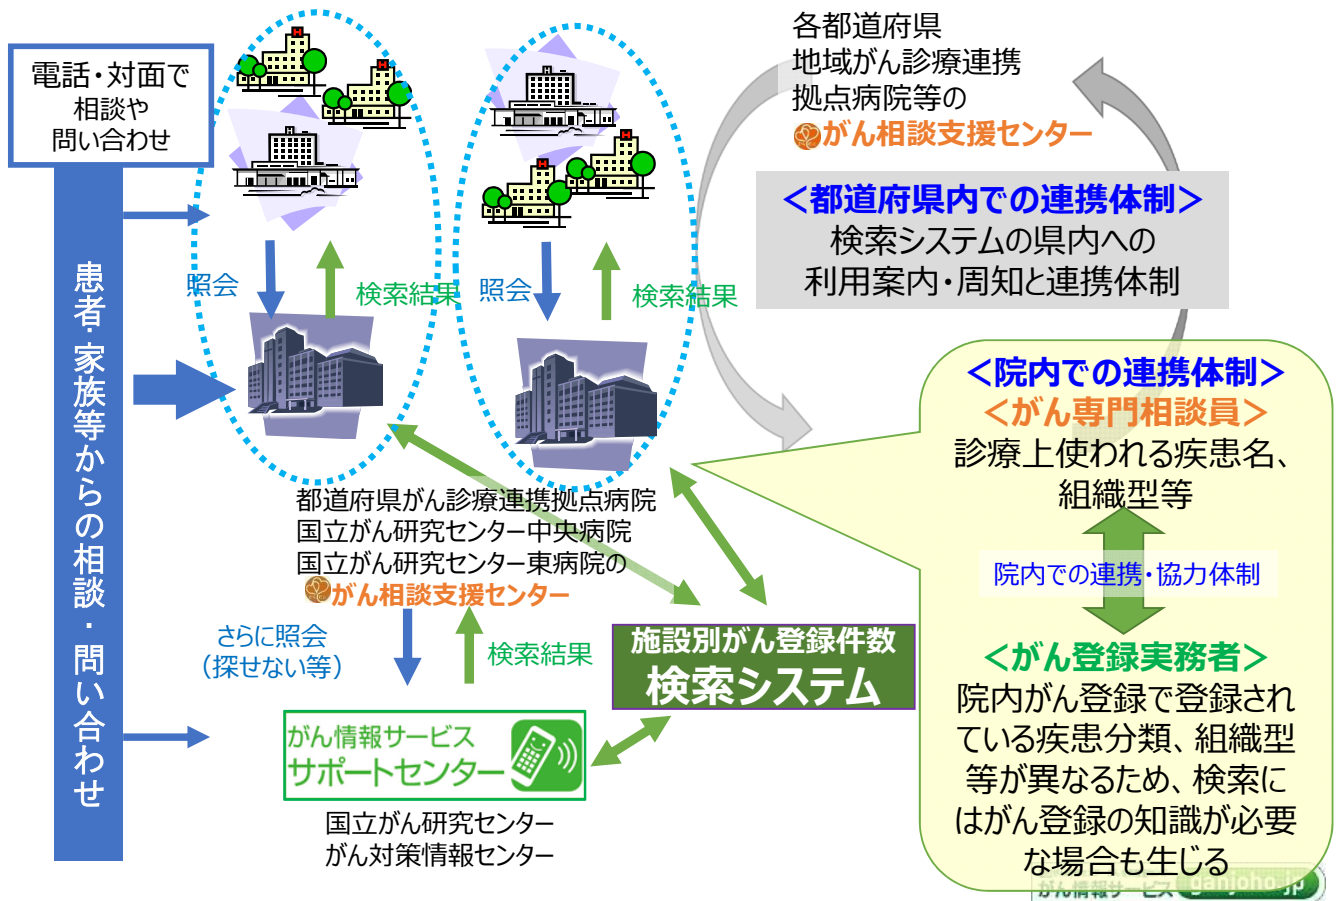 電話・対面で
相談や
問い合わせ
患者・家族等からの相談・問い合わせ
照会
検索結果
照会
検索結果
各都道府県
地域がん診療連携
拠点病院等の
がん相談支援センター
＜都道府県内での連携体制＞
検索システムの県内への
利用案内・周知と連携体制
＜院内での連携体制＞
＜がん専門相談員＞
診療上使われる疾患名、
組織型等
院内での連携・協力体制
＜がん登録実務者＞
院内がん登録で登録され
ている疾患分類、組織型
等が異なるため、検索に
はがん登録の知識が必要
な場合も生じる
都道府県がん診療連携拠点病院
国立がん研究センター中央病院
国立がん研究センター東病院の
がん相談支援センター
さらに照会
（探せない等）
検索結果
施設別がん登録件数
検索システム
がん情報サービス
サポートセンター
国立がん研究センター
がん対策情報センター
がん情報サービス ganjoho.jp